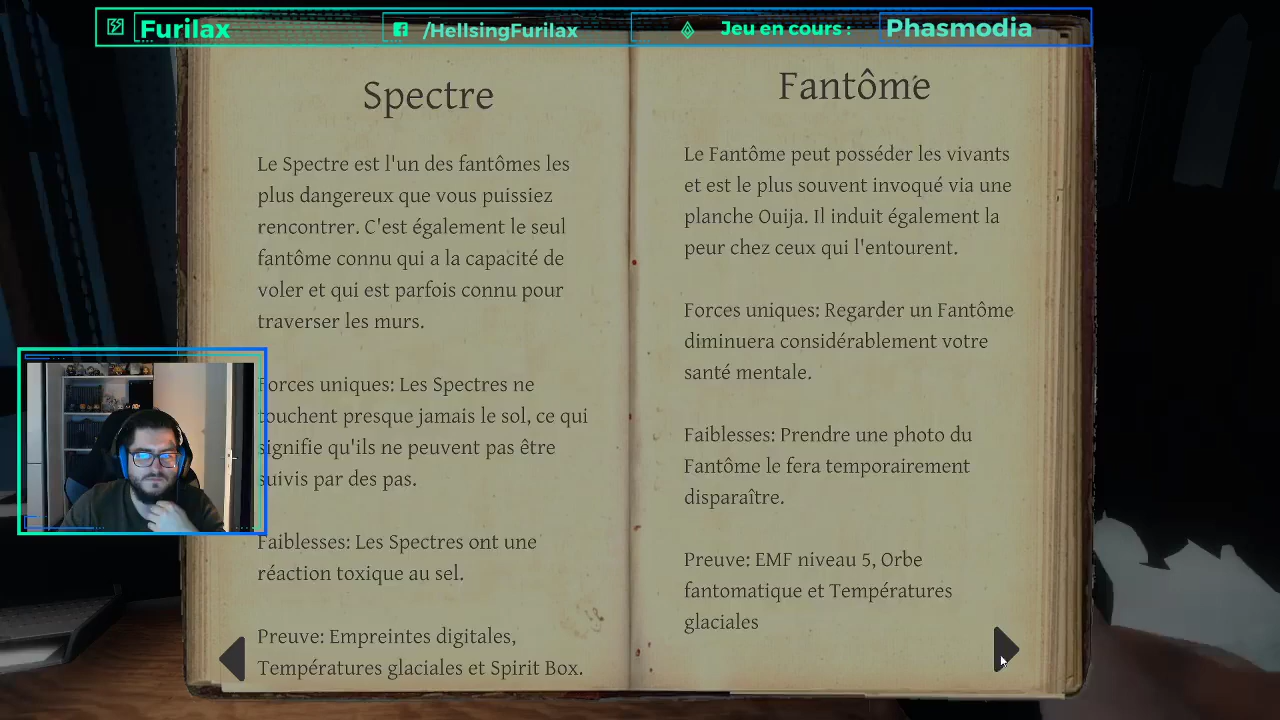 Furilax
/HellsingFurilax
Jeu en cours :
Phasmodia
Spectre
Le Spectre est l'un des fantômes les
plus dangereux que vous puissiez
rencontrer. C'est également le seul
fantôme connu qui a la capacité de
voler et qui est parfois connu pour
traverser les murs.
Forces uniques: Les Spectres ne
touchent presque jamais le sol, ce qui
signifie qu'ils ne peuvent pas être
suivis par des pas.
Faiblesses: Les Spectres ont une
réaction toxique au sel.
Preuve: Empreintes digitales,
Températures glaciales et Spirit Box.
Fantôme
Le Fantôme peut posséder les vivants
et est le plus souvent invoqué via une
planche Ouija. Il induit également la
peur chez ceux qui l'entourent.
Forces uniques: Regarder un Fantôme
diminuera considérablement votre
santé mentale.
Faiblesses: Prendre une photo du
Fantôme le fera temporairement
disparaître.
Preuve: EMF niveau 5, Orbe
fantomatique et Températures
glaciales